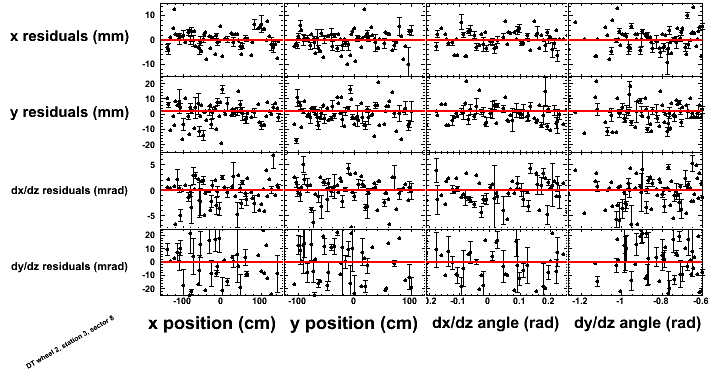 x residuals (mm)
10
0
-10
y residuals (mm)
20
10
0
-10
-20
dx/dz residuals (mrad)
5
0
-5
dy/dz residuals (mrad)
20
10
0
-10
-20
-100 0 100 -100 0 100 0.2 -0.1 0 0.1 0.2 -1.2 -1 -0.8 -0.6
x position (cm) y position (cm) dx/dz angle (rad) dy/dz angle (rad)
DT wheel 2, station 3, sector 8